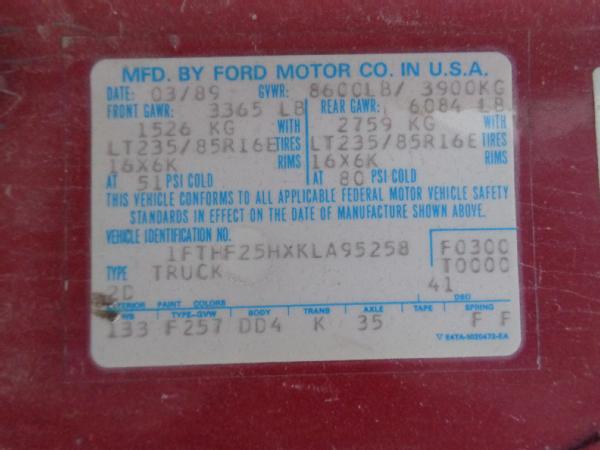 MFD. BY FORD MOTOR CO. IN U.S.A.
DATE: 03/89 GVWR: 8600LB/ 3900KG
FRONT GAWR: 3365 LB REAR GAWR: 6084 LB
1526 KG WITH 2759 KG WITH
LT235/85R16E TIRES LT235/85R16E TIRES
16X6K RIMS 16X6K RIMS
AT 51 PSI COLD AT 80 PSI COLD
THIS VEHICLE CONFORMS TO ALL APPLICABLE FEDERAL MOTOR VEHICLE SAFETY
STANDARDS IN EFFECT ON THE DATE OF MANUFACTURE SHOWN ABOVE.
VEHICLE IDENTIFICATION NO.
1FTHF25HXKLA95258 F0300
TYPE TRUCK T0000
2D 41
EXTERIOR PAINT COLORS DSO
WB TYPE-GVW BODY TRANS AXLE TAPE SPRING
133 F257 DD4 K 35 F F
E4TA-1020472-EA